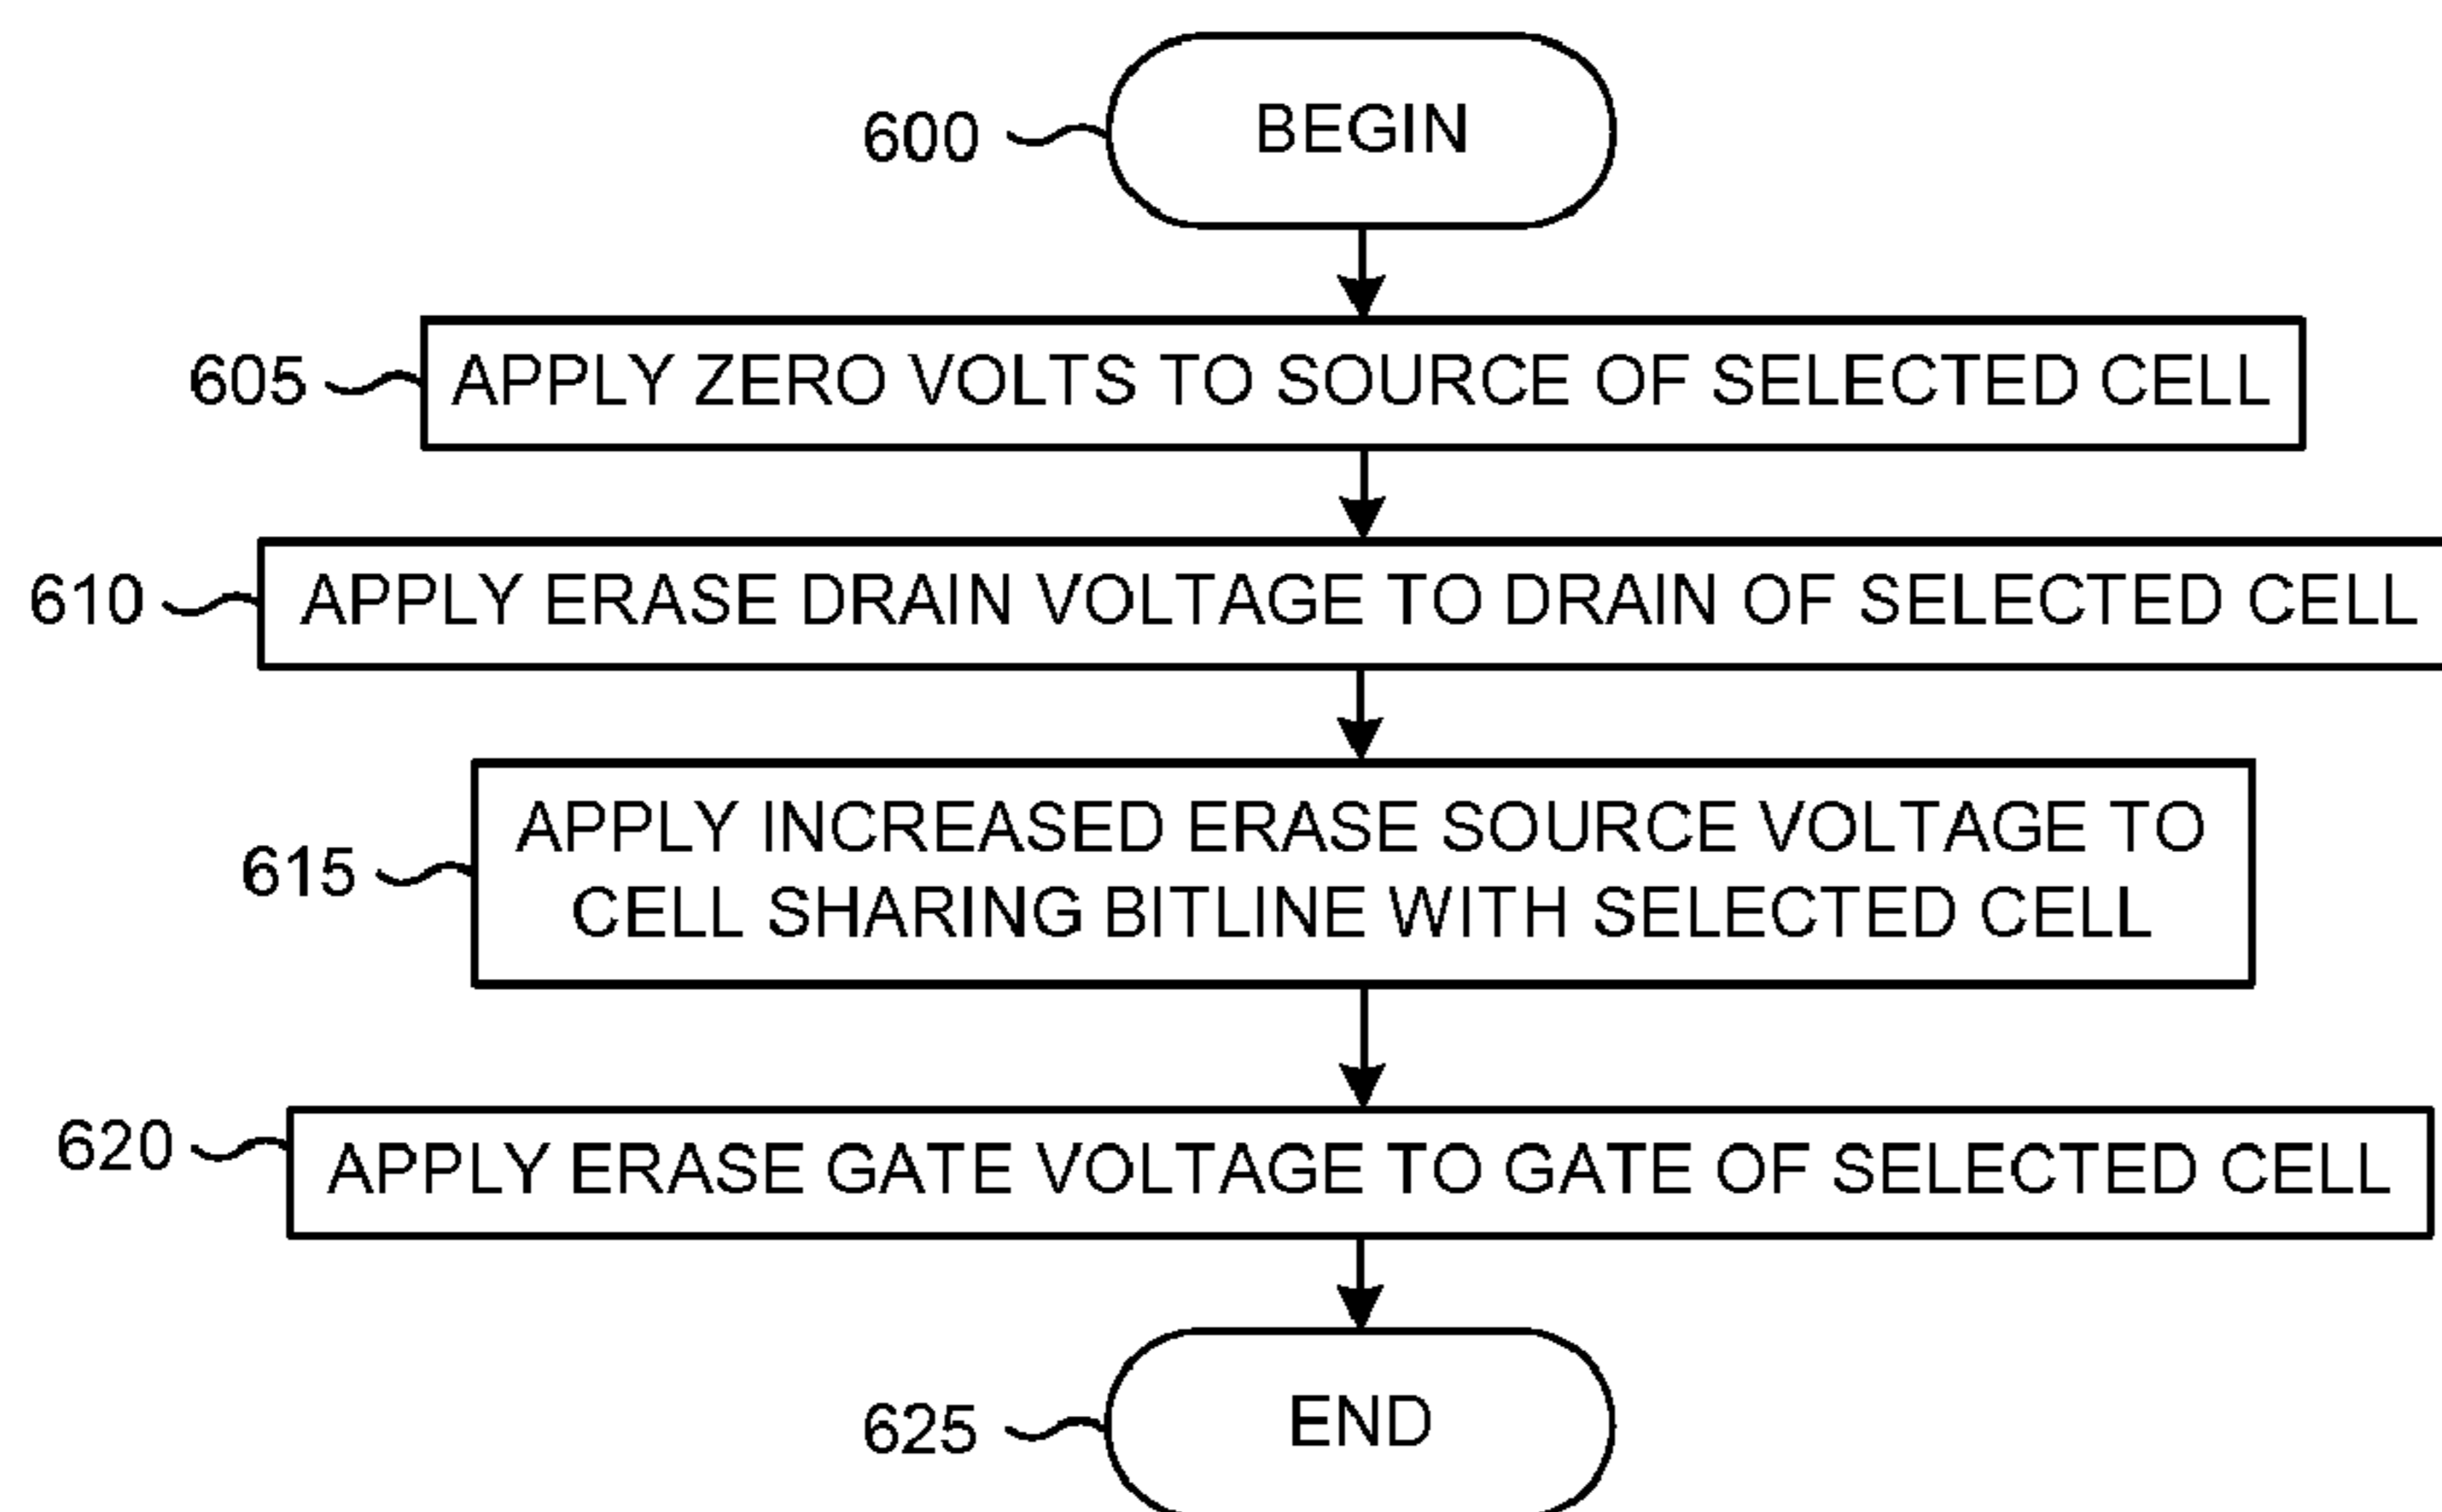 600 BEGIN
605 APPLY ZERO VOLTS TO SOURCE OF SELECTED CELL
610 APPLY ERASE DRAIN VOLTAGE TO DRAIN OF SELECTED CELL
615 APPLY INCREASED ERASE SOURCE VOLTAGE TO
CELL SHARING BITLINE WITH SELECTED CELL
620 APPLY ERASE GATE VOLTAGE TO GATE OF SELECTED CELL
625 END